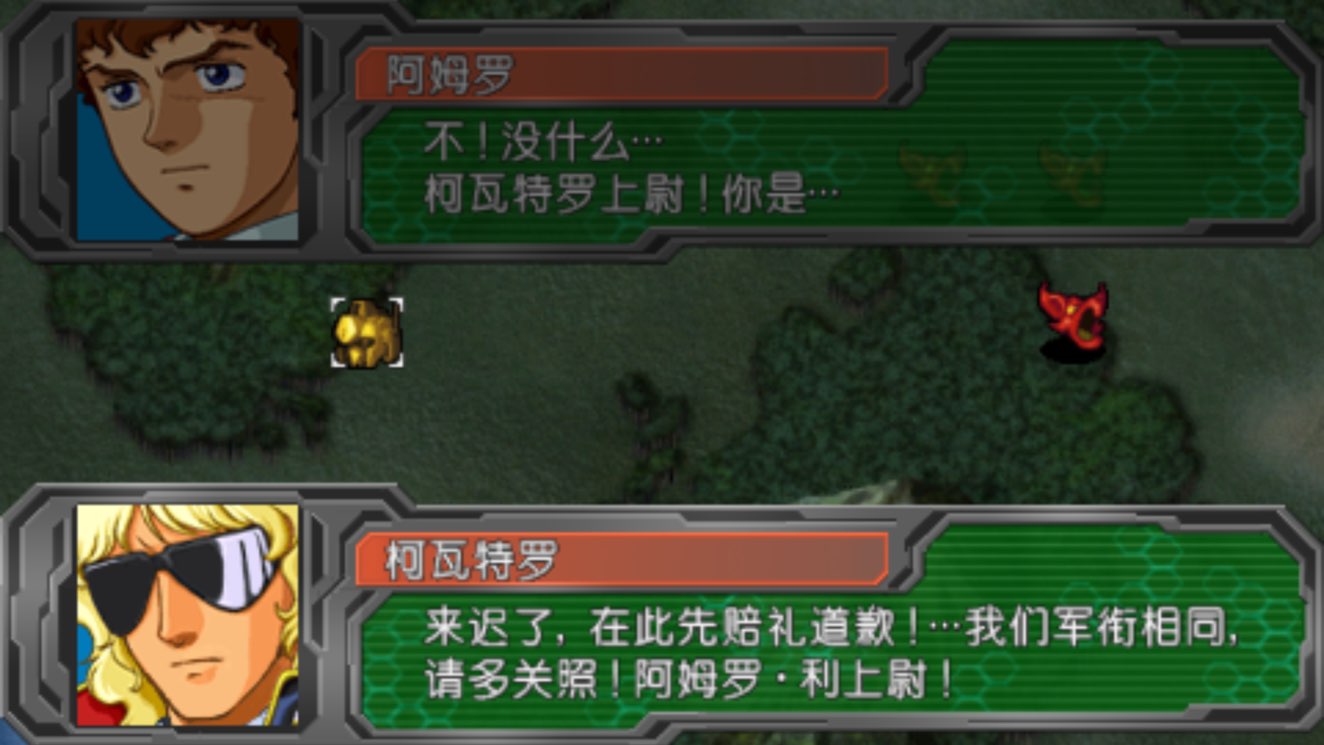 阿姆罗
不！没什么…
柯瓦特罗上尉！你是…
柯瓦特罗
来迟了，在此先赔礼道歉！…我们军衔相同，
请多关照！阿姆罗·利上尉！